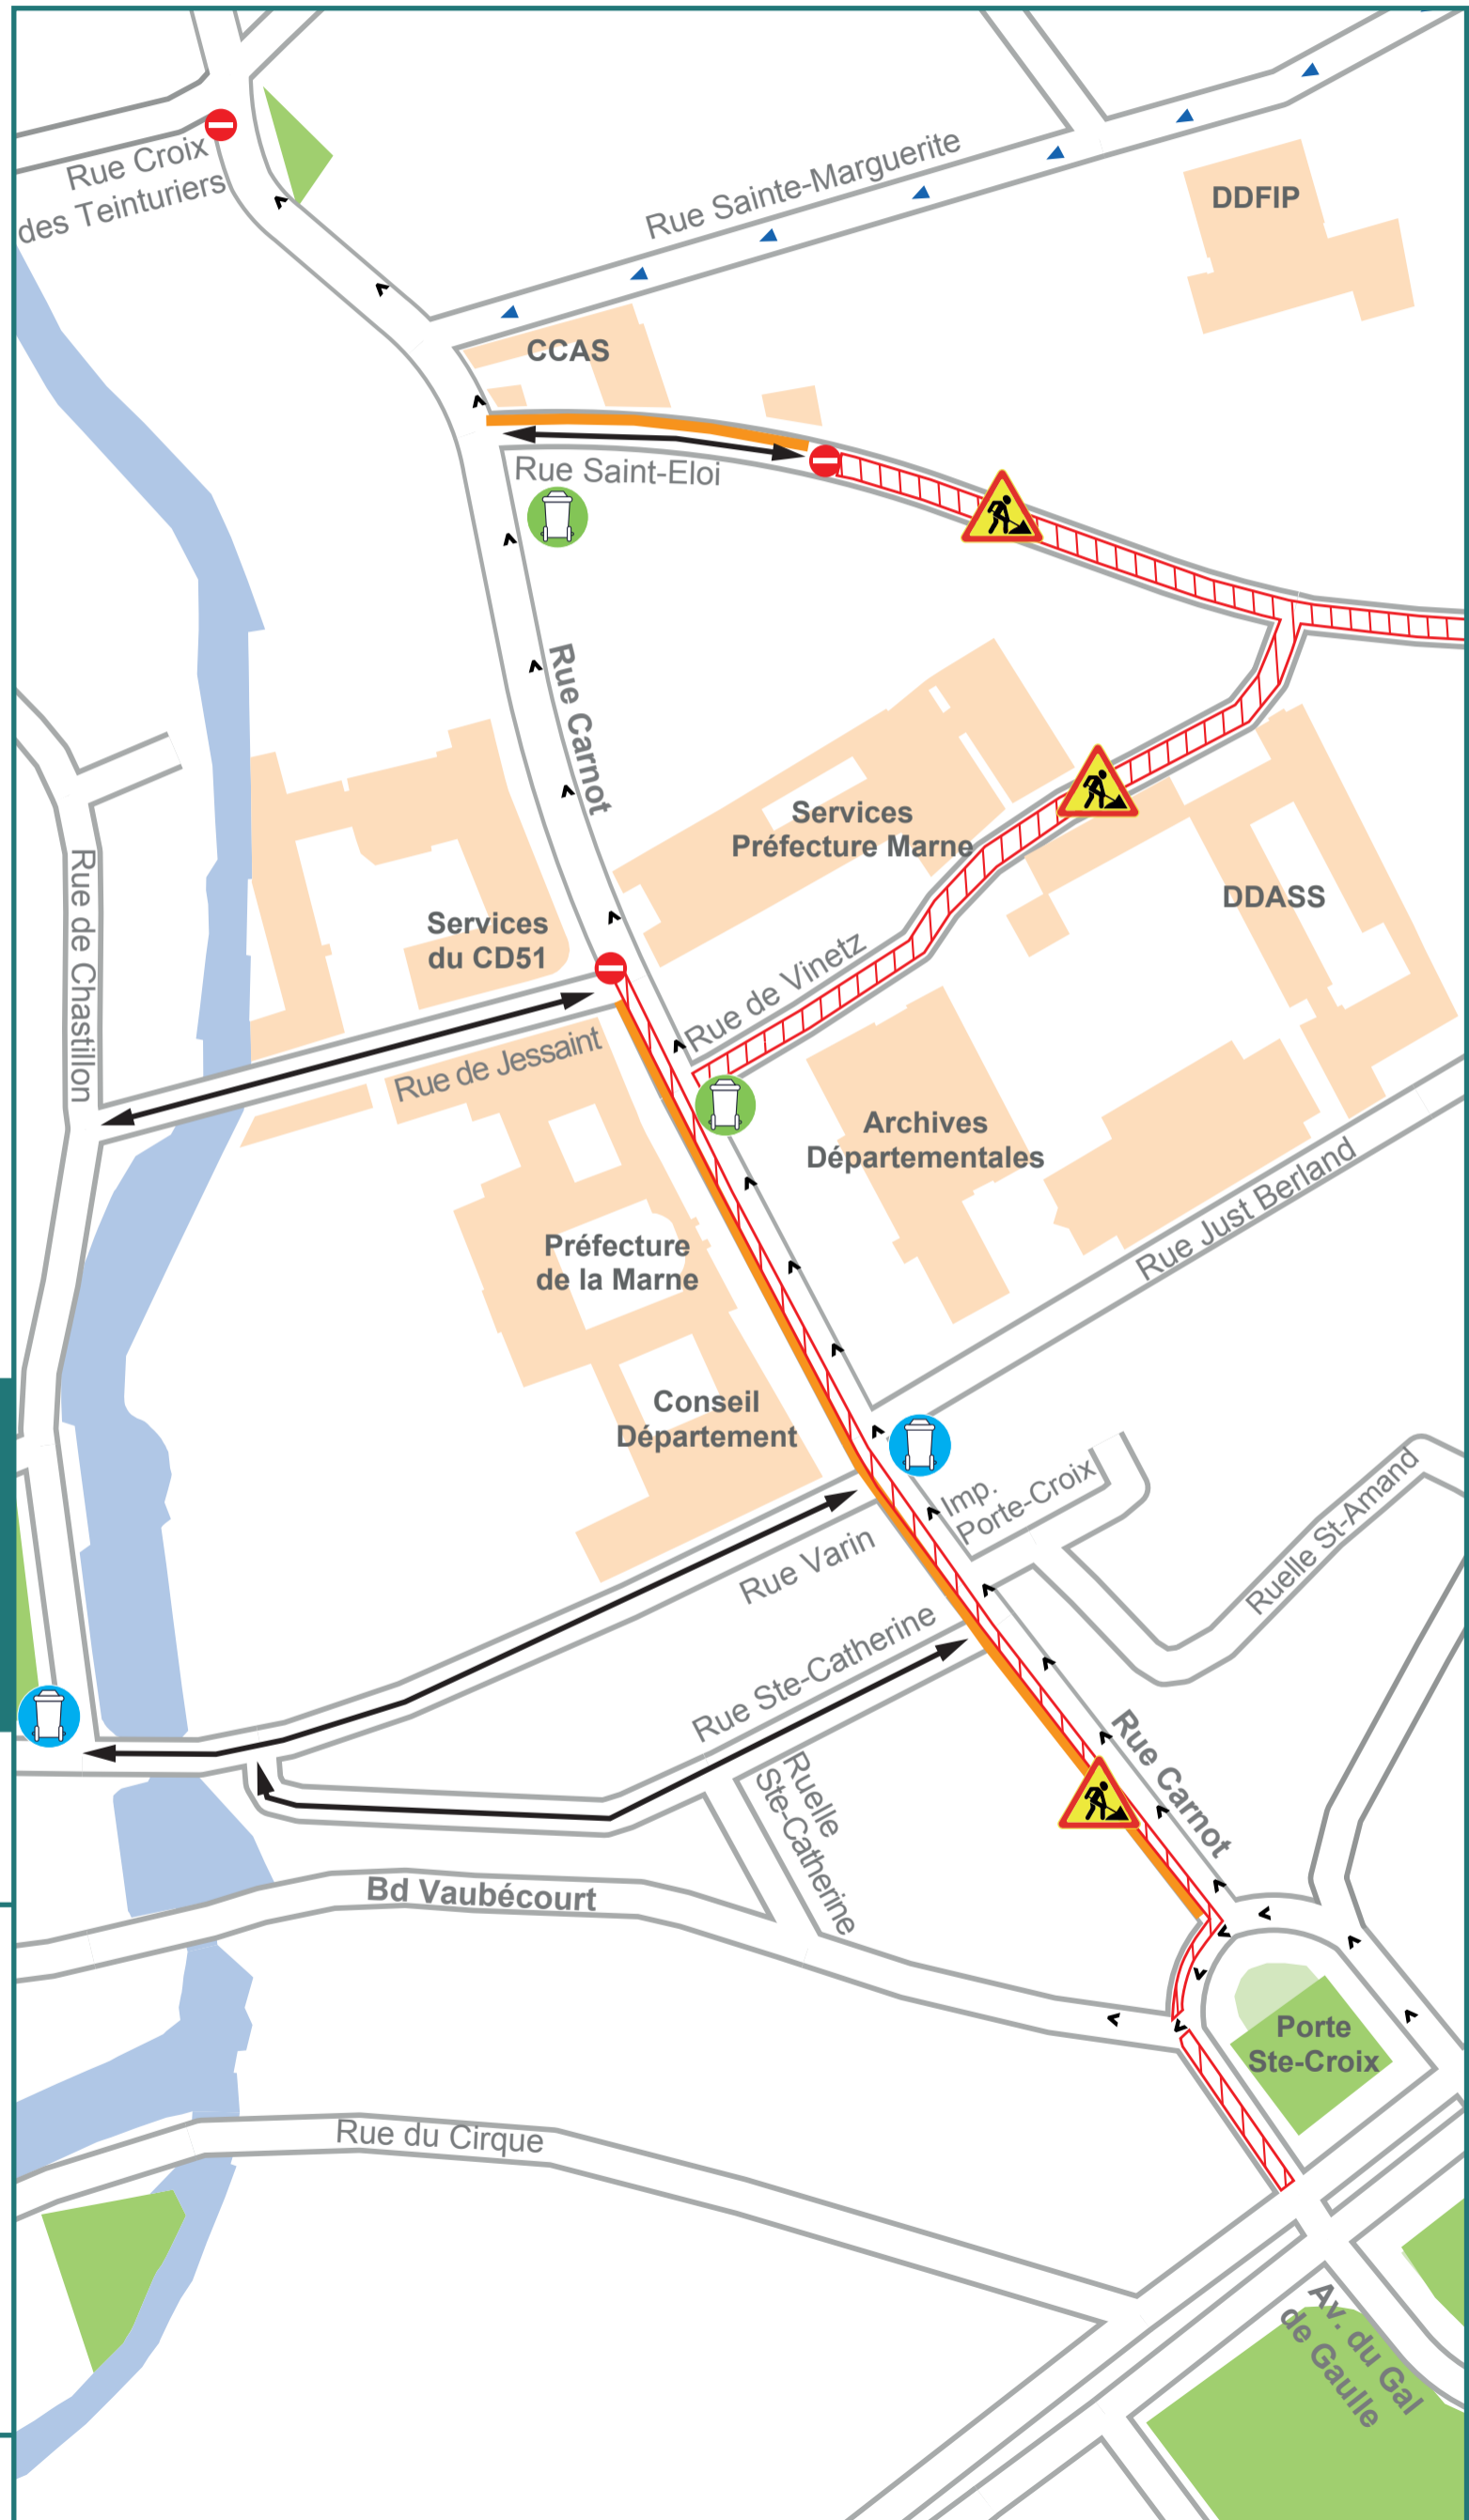 Rue Croix
des Teinturiers
Rue Sainte-Marguerite
DDFIP
CCAS
Rue Saint-Eloi
Rue Carnot
Services
Préfecture Marne
Rue de Chastillon
DDASS
Services
du CD51
Rue de Vinetz
Rue de Jessaint
Archives
Départementales
Rue Just Berland
Préfecture
de la Marne
Conseil
Département
Imp.
Porte-Croix
Ruelle St-Amand
Rue Varin
Rue Ste-Catherine
Rue Carnot
Ruelle
Ste-Catherine
Bd Vaubécourt
Porte
Ste-Croix
Rue du Cirque
Av. du Gal
de Gaulle